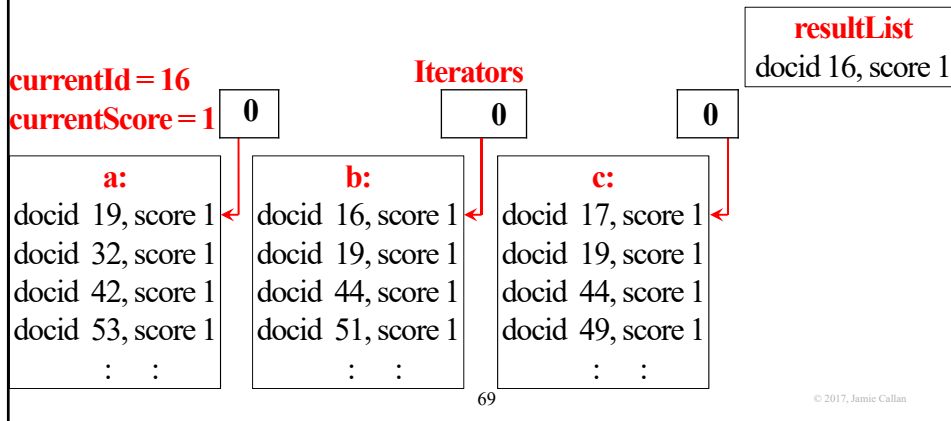 resultList
docid 16, score 1
currentId = 16
currentScore = 1
Iterators
0
0
0
a:
docid 19, score 1
docid 32, score 1
docid 42, score 1
docid 53, score 1
: :
b:
docid 16, score 1
docid 19, score 1
docid 44, score 1
docid 51, score 1
: :
c:
docid 17, score 1
docid 19, score 1
docid 44, score 1
docid 49, score 1
: :
69
© 2017, Jamie Callan